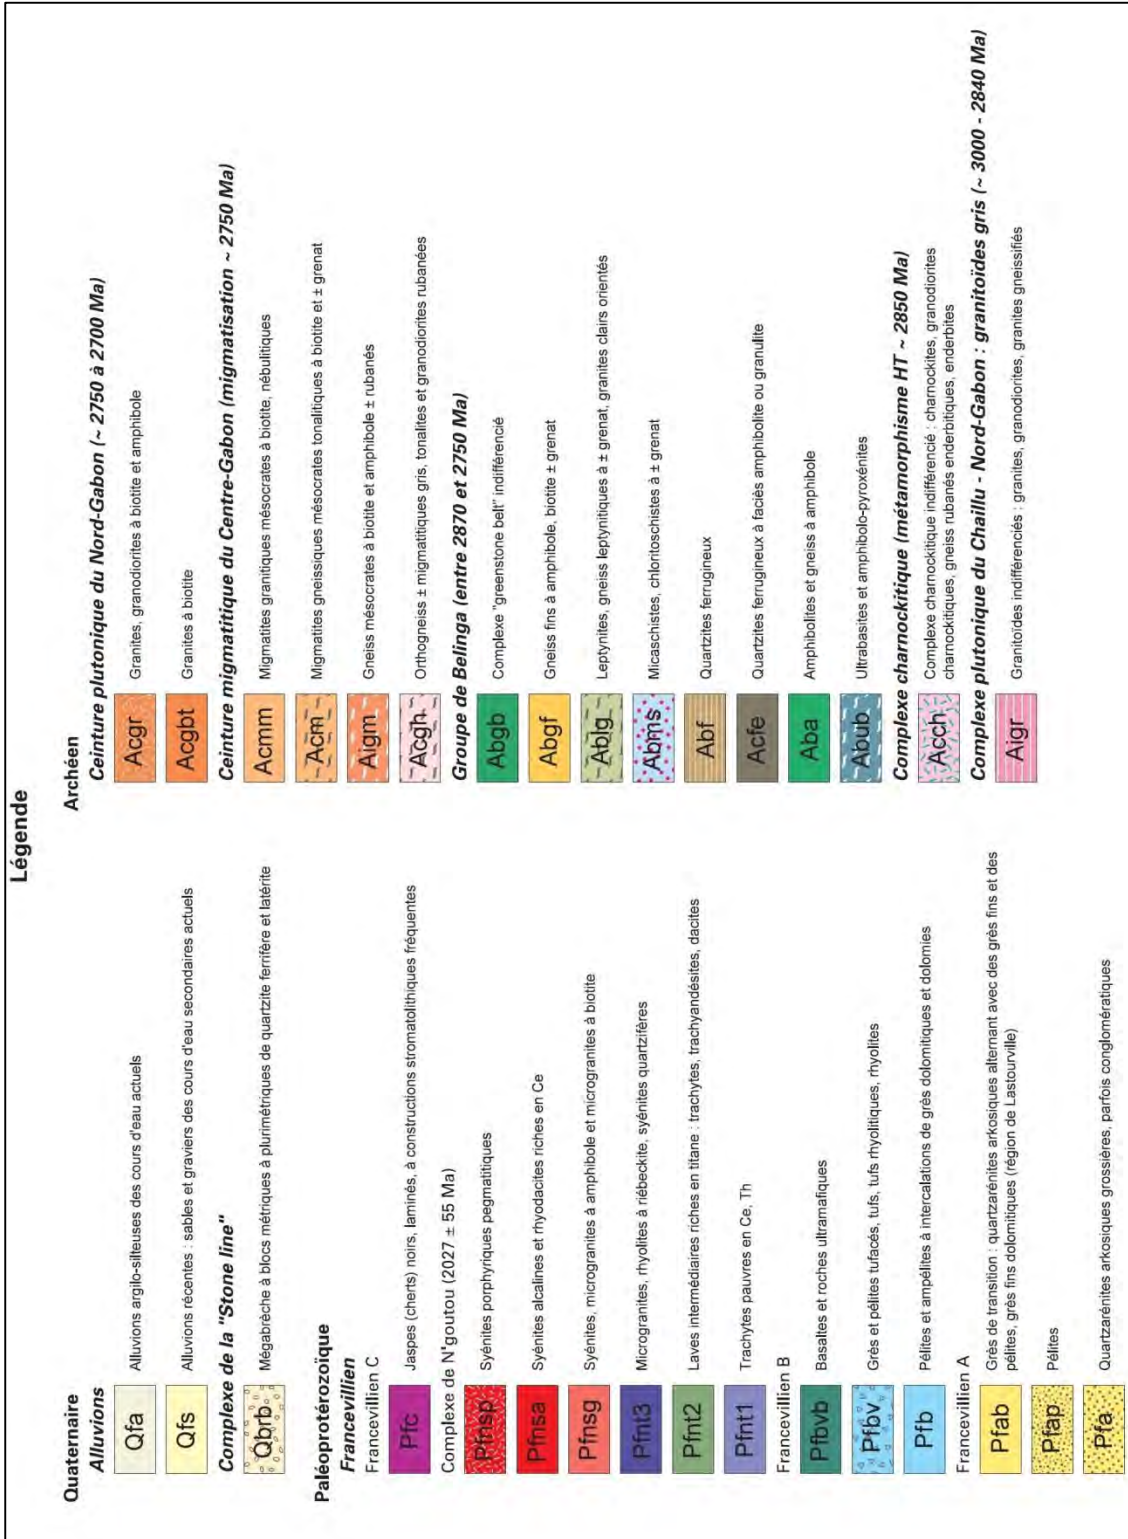 Légende
Quaternaire
Alluvions
Qfa
Alluvions argilo-silteuses des cours d'eau actuels
Qfs
Alluvions récentes : sables et graviers des cours d'eau secondaires actuels
Complexe de la "Stone line"
Qbrb
Mégabrèche à blocs métriques à plurimétriques de quartzite ferrifère et latérite
Paléoprotérozoïque
Francevillien
Francevillien C
Pfc
Jaspes (cherts) noirs, laminés, à constructions stromatolithiques fréquentes
Complexe de N'goutou (2027 ± 55 Ma)
Pfnsp
Syénites porphyriques pegmatitiques
Pfnsa
Syénites alcalines et rhyodacites riches en Ce
Pfnsg
Syénites, microgranites à amphibole et microgranites à biotite
Pfnt3
Microgranites, rhyolites à riébeckite, syénites quartzifères
Pfnt2
Laves intermédiaires riches en titane : trachytes, trachyandésites, dacites
Pfnt1
Trachytes pauvres en Ce, Th
Francevillien B
Pfbvb
Basaltes et roches ultramafiques
Pfbv
Grès et pélites tufacés, tufs, tufs rhyolitiques, rhyolites
Pfb
Pélites et ampélites à intercalations de grès dolomitiques et dolomies
Francevillien A
Pfab
Grès de transition : quartzarénites arkosiques alternant avec des grès fins et des
pélites, grès fins dolomitiques (région de Lastourville)
Pfap
Pélites
Pfa
Quartzarénites arkosiques grossières, parfois conglomératiques
Archéen
Ceinture plutonique du Nord-Gabon (~ 2750 à 2700 Ma)
Acgr
Granites, granodiorites à biotite et amphibole
Acgbt
Granites à biotite
Ceinture migmatitique du Centre-Gabon (migmatisation ~ 2750 Ma)
Acmm
Migmatites granitiques mésocrates à biotite, nébulitiques
Acm
Migmatites gneissiques mésocrates tonalitiques à biotite et ± grenat
Aigm
Gneiss mésocrates à biotite et amphibole ± rubanés
Acgh
Orthogneiss ± migmatitiques gris, tonalites et granodiorites rubanées
Groupe de Belinga (entre 2870 et 2750 Ma)
Abgb
Complexe "greenstone belt" indifférencié
Abgf
Gneiss fins à amphibole, biotite ± grenat
Ablg
Leptynites, gneiss leptynitiques à ± grenat, granites clairs orientés
Abms
Micaschistes, chloritoschistes à ± grenat
Abf
Quartzites ferrugineux
Acfe
Quartzites ferrugineux à faciès amphibolite ou granulite
Aba
Amphibolites et gneiss à amphibole
Abub
Ultrabasites et amphibolo-pyroxénites
Complexe charnockitique (métamorphisme HT ~ 2850 Ma)
Acch
Complexe charnockitique indifférencié : charnockites, granodiorites
charnockitiques, gneiss rubanés enderbitiques, enderbites
Complexe plutonique du Chaillu - Nord-Gabon : granitoïdes gris (~ 3000 - 2840 Ma)
Aigr
Granitoïdes indifférenciés : granites, granodiorites, granites gneissifiés